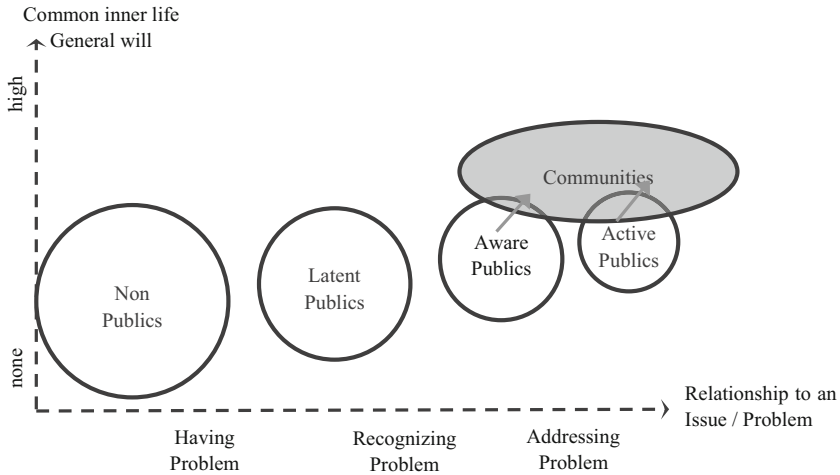 Common inner life
General will
high
none
Communities
Aware
Publics
Active
Publics
Latent
Publics
Non
Publics
Relationship to an
Issue / Problem
Having
Problem
Recognizing
Problem
Addressing
Problem